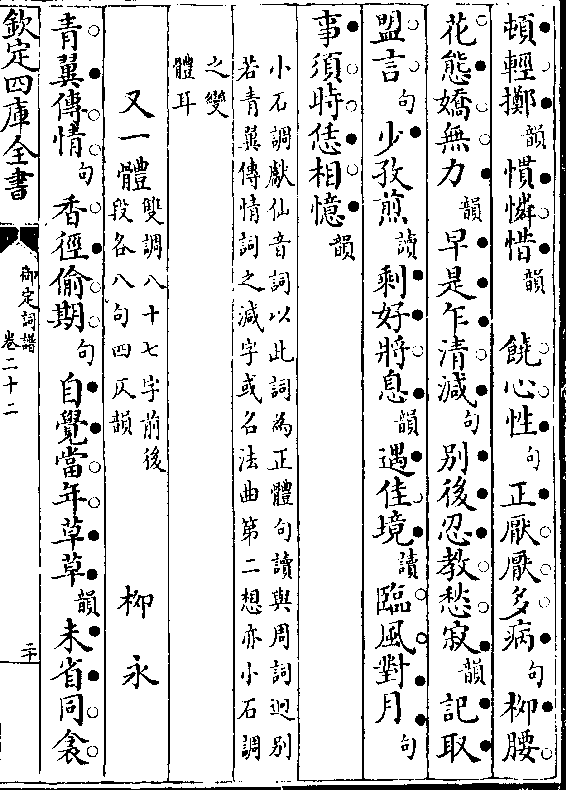 頓輕擲韻慣憐惜韻 饒心性句正厭厭多病句柳腰
花態嬌無力韻早是乍清減句別後忍教愁寂韻記取
盟言句少孜煎讀剩好將息韻遇佳境讀臨風對月句
事須時恁相憶韻
小石調獻仙音詞以此詞為正體句讀與周詞迥别
若青翼傳情詞之減字或名法曲第二想亦小石調
之變
體耳
又一體雙調八十七字前後
段各八句四仄韻 柳永
青翼傳情句香徑偷期句自覺當年草草韻未省同衾
欽定四庫全書
御定詞譜
卷二十二
二十